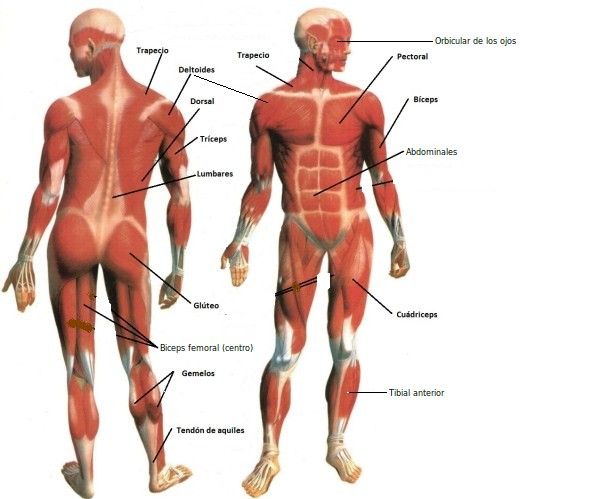 Orbicular de los ojos
Trapecio
Trapecio
Pectoral
Deltoides
Dorsal
Bíceps
Tríceps
Abdominales
Lumbares
Glúteo
Cuádriceps
Biceps femoral (centro)
Gemelos
Tibial anterior
Tendón de aquiles